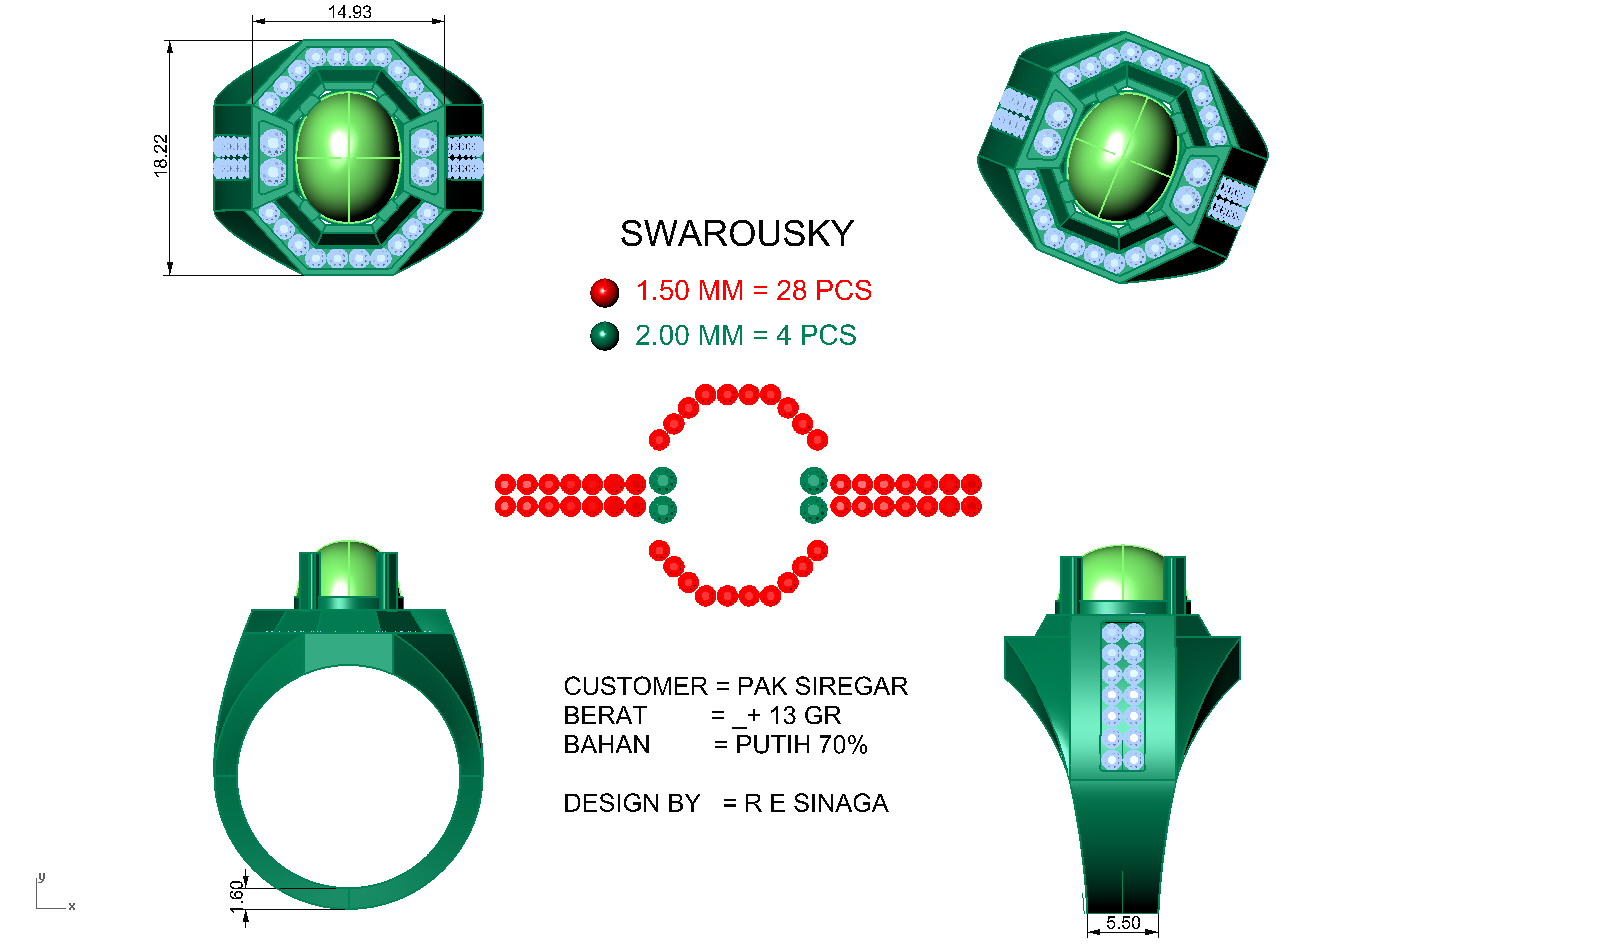 14.93
18.22
SWAROUSKY
1.50 MM = 28 PCS
2.00 MM = 4 PCS
CUSTOMER = PAK SIREGAR
BERAT = _+ 13 GR
BAHAN = PUTIH 70%
DESIGN BY = R E SINAGA
1.60
5.50
y
x